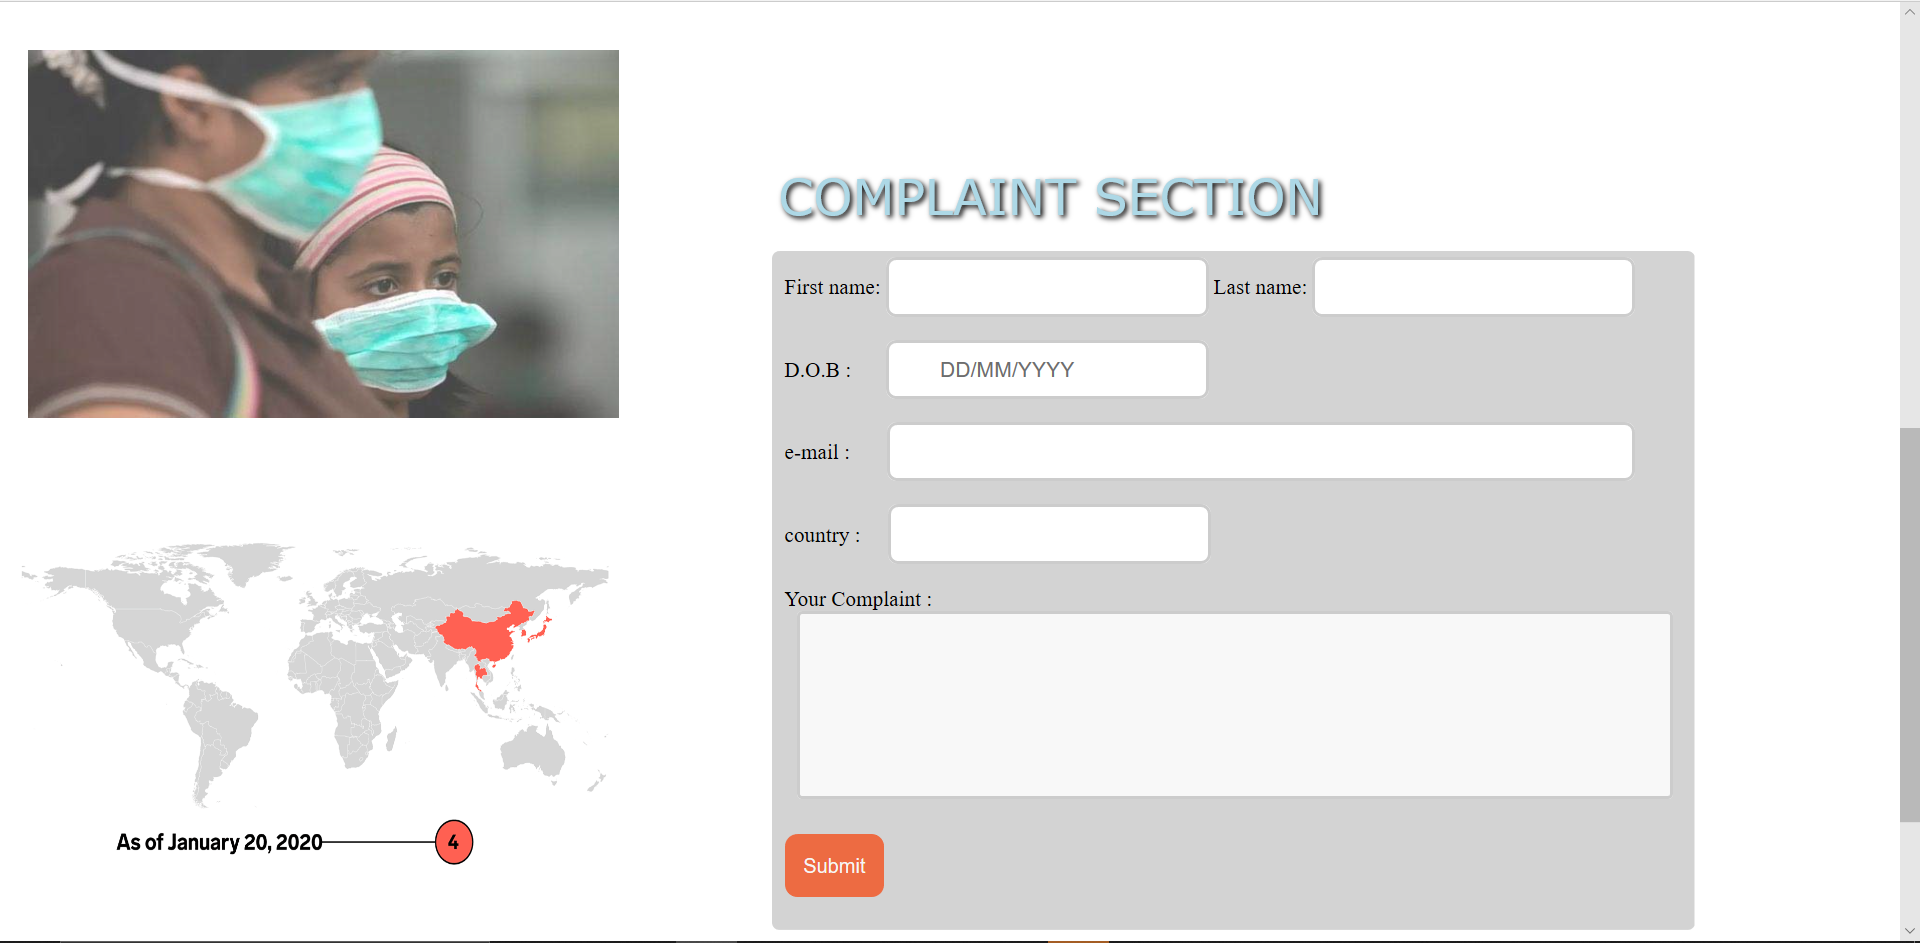 COMPLAINT SECTION
First name: Last name:
D.O.B : DD/MM/YYYY
e-mail :
country :
Your Complaint :
Submit
As of January 20, 2020 4